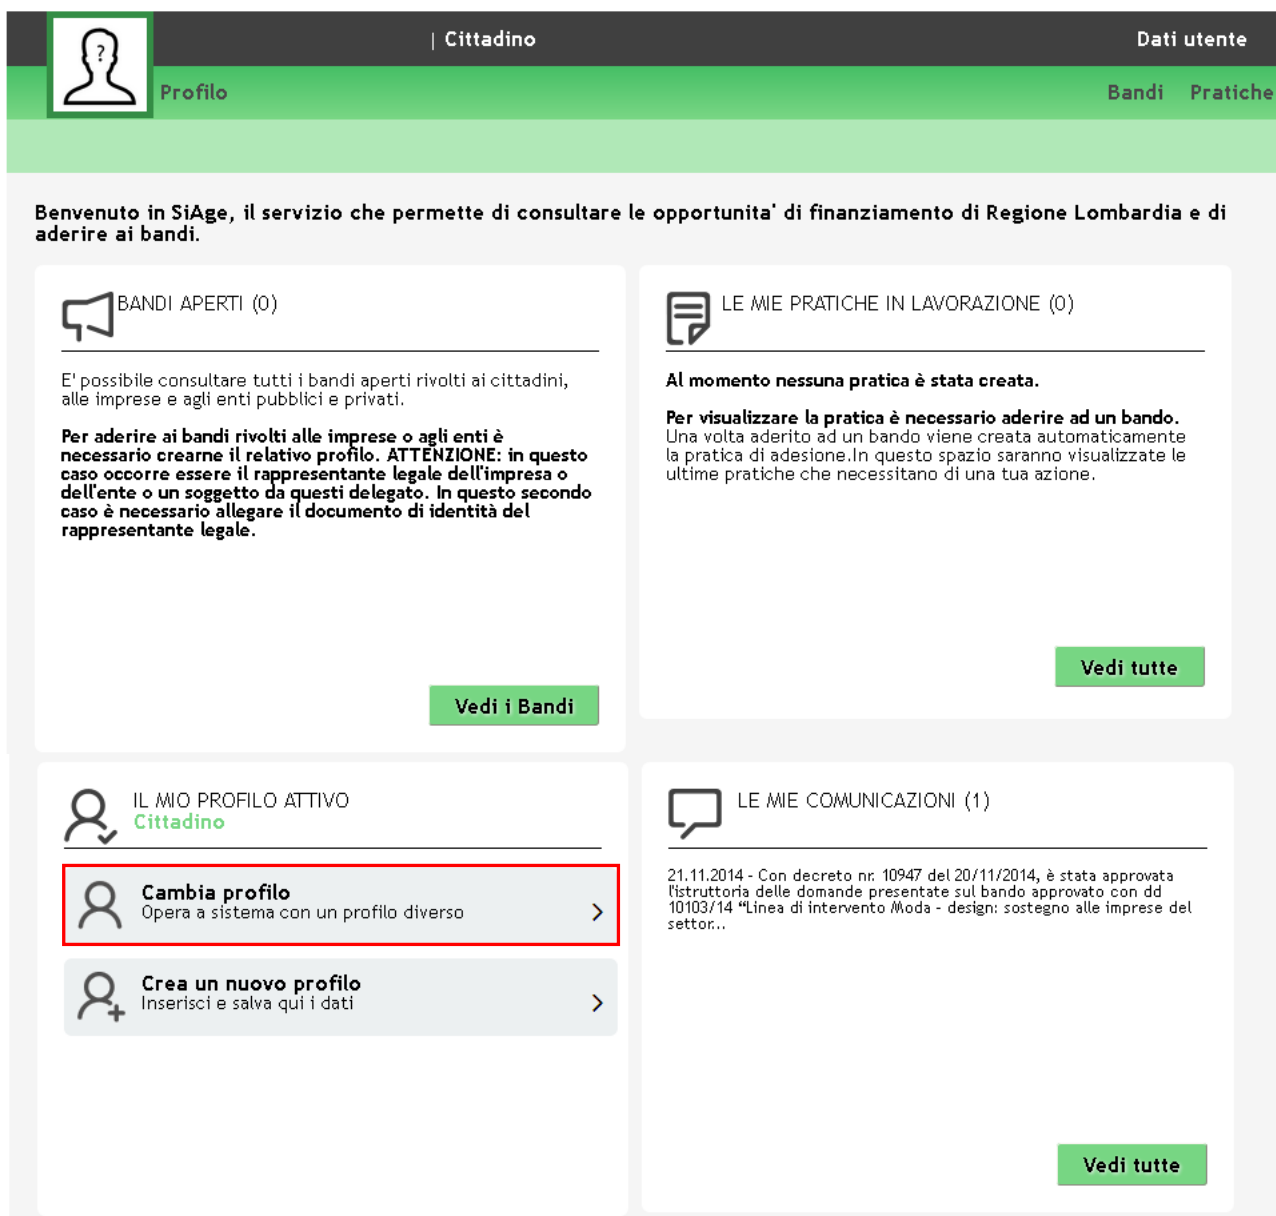 ?
| Cittadino
Dati utente
Profilo
Bandi Pratiche
Benvenuto in SiAge, il servizio che permette di consultare le opportunita' di finanziamento di Regione Lombardia e di
aderire ai bandi.
BANDI APERTI (0)
E' possibile consultare tutti i bandi aperti rivolti ai cittadini,
alle imprese e agli enti pubblici e privati.
Per aderire ai bandi rivolti alle imprese o agli enti è
necessario crearne il relativo profilo. ATTENZIONE: in questo
caso occorre essere il rappresentante legale dell'impresa o
dell'ente o un soggetto da questi delegato. In questo secondo
caso è necessario allegare il documento di identità del
rappresentante legale.
Vedi i Bandi
LE MIE PRATICHE IN LAVORAZIONE (0)
Al momento nessuna pratica è stata creata.
Per visualizzare la pratica è necessario aderire ad un bando.
Una volta aderito ad un bando viene creata automaticamente
la pratica di adesione.In questo spazio saranno visualizzate le
ultime pratiche che necessitano di una tua azione.
Vedi tutte
IL MIO PROFILO ATTIVO
Cittadino
Cambia profilo
Opera a sistema con un profilo diverso
Crea un nuovo profilo
Inserisci e salva qui i dati
LE MIE COMUNICAZIONI (1)
21.11.2014 - Con decreto nr. 10947 del 20/11/2014, è stata approvata
l'istruttoria delle domande presentate sul bando approvato con dd
10103/14 “Linea di intervento Moda - design: sostegno alle imprese del
settor...
Vedi tutte